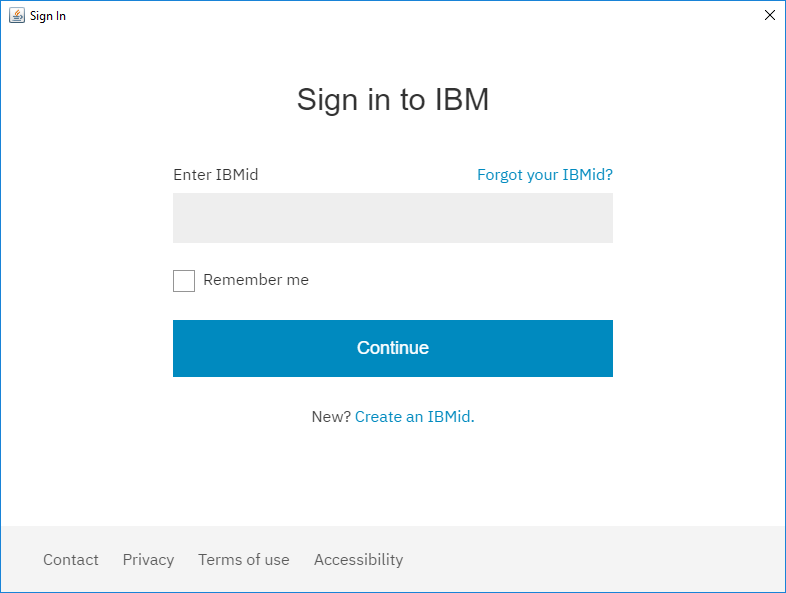 Sign In
Sign in to IBM
Enter IBMid Forgot your IBMid?
Remember me
Continue
New? Create an IBMid.
Contact Privacy Terms of use Accessibility